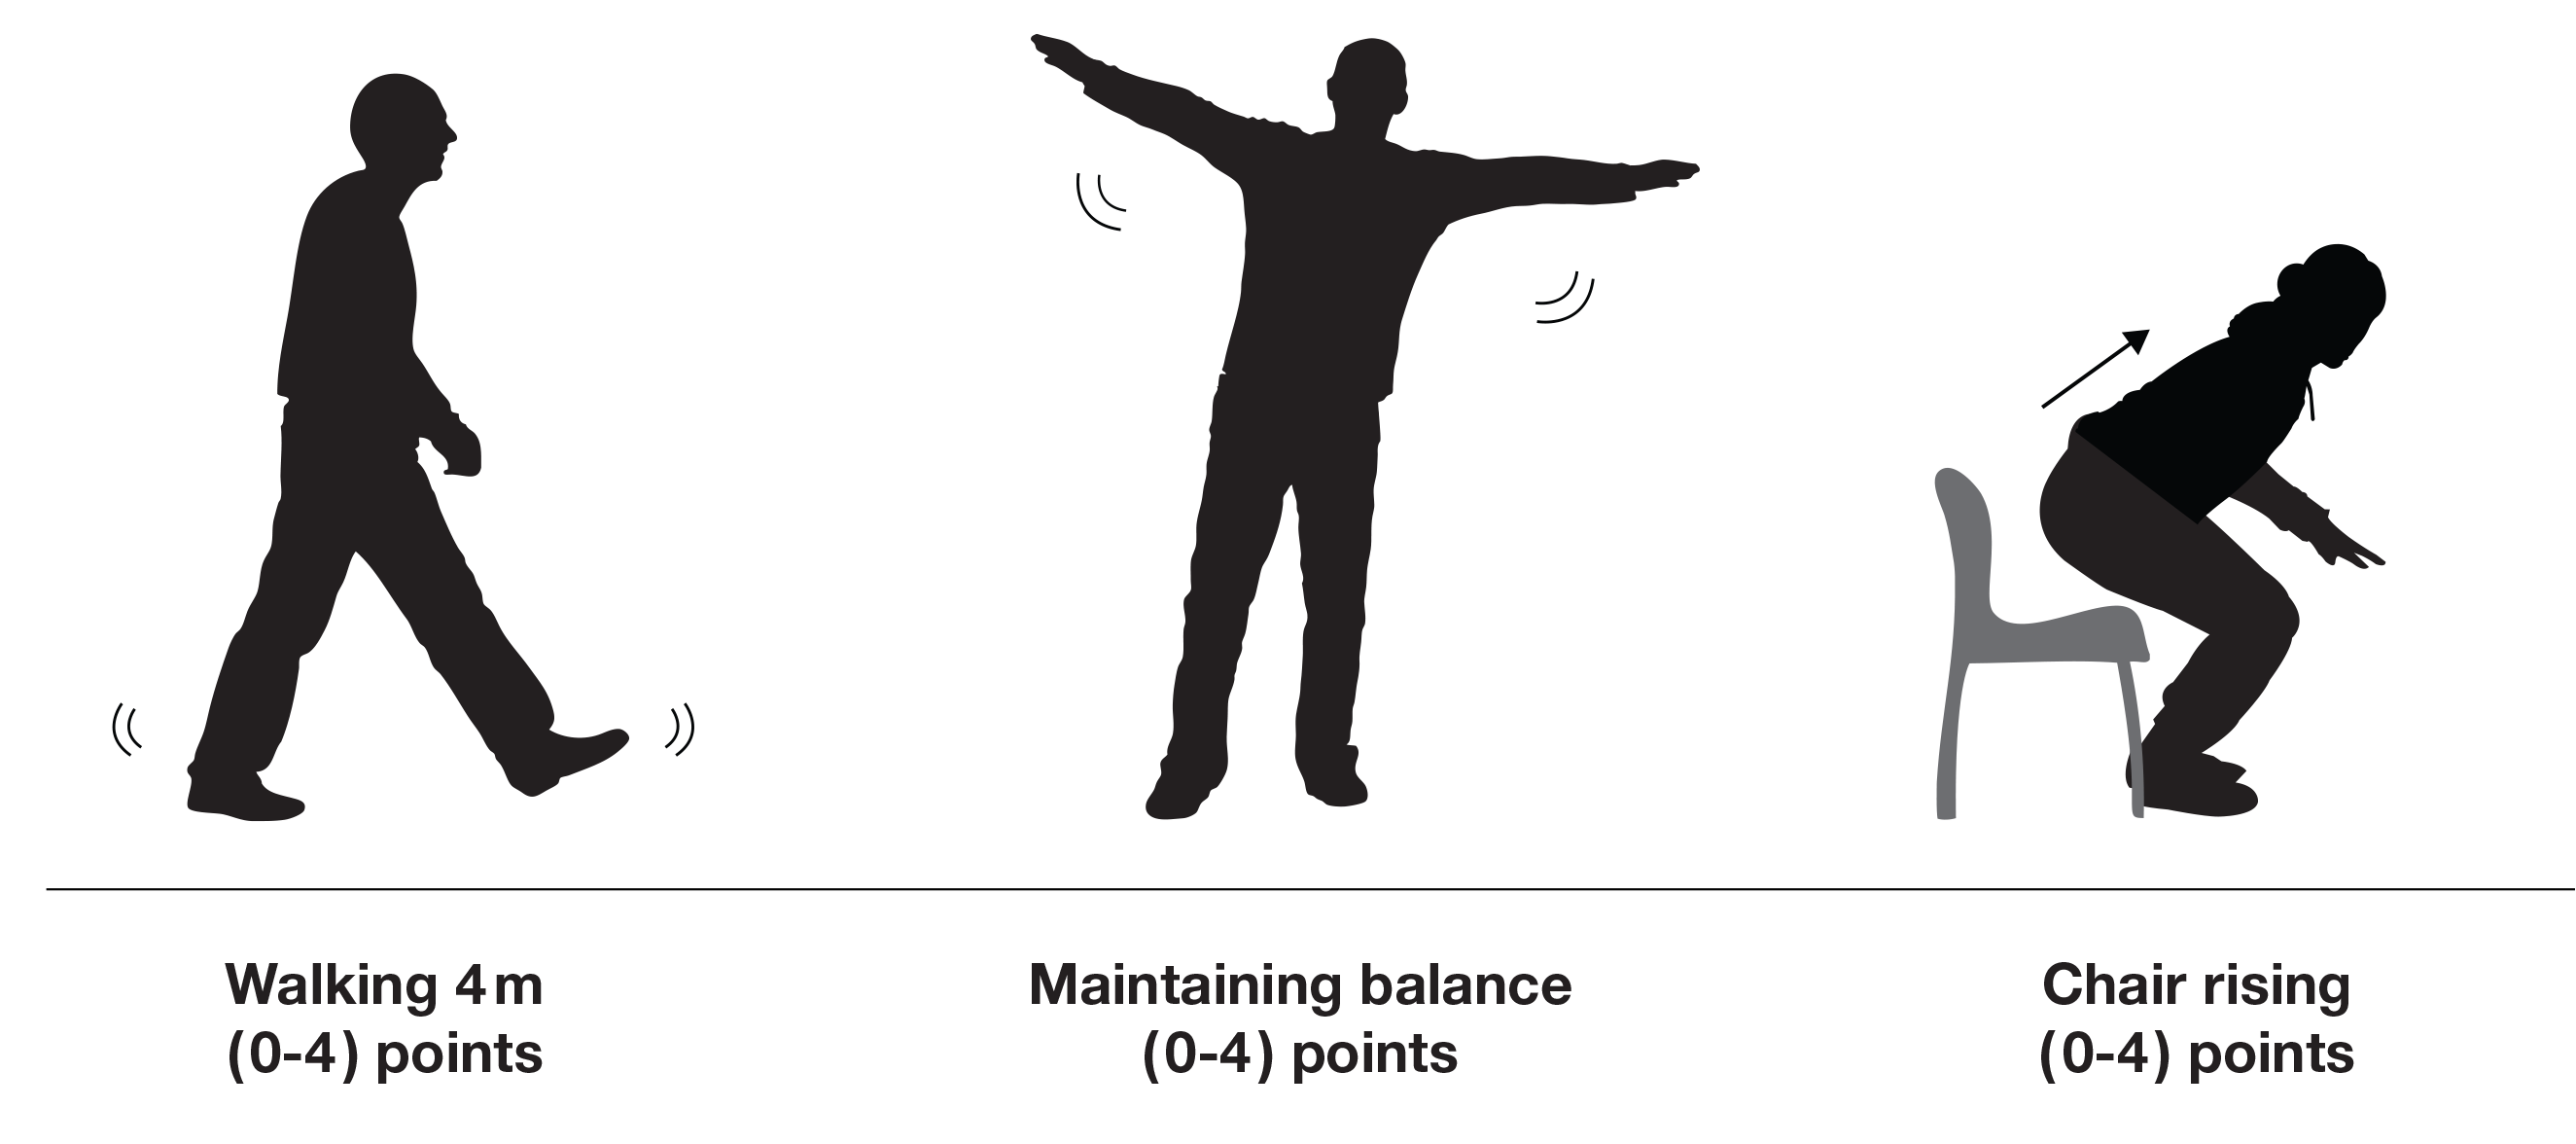 Walking 4 m
(0-4) points
Maintaining balance
(0-4) points
Chair rising
(0-4) points